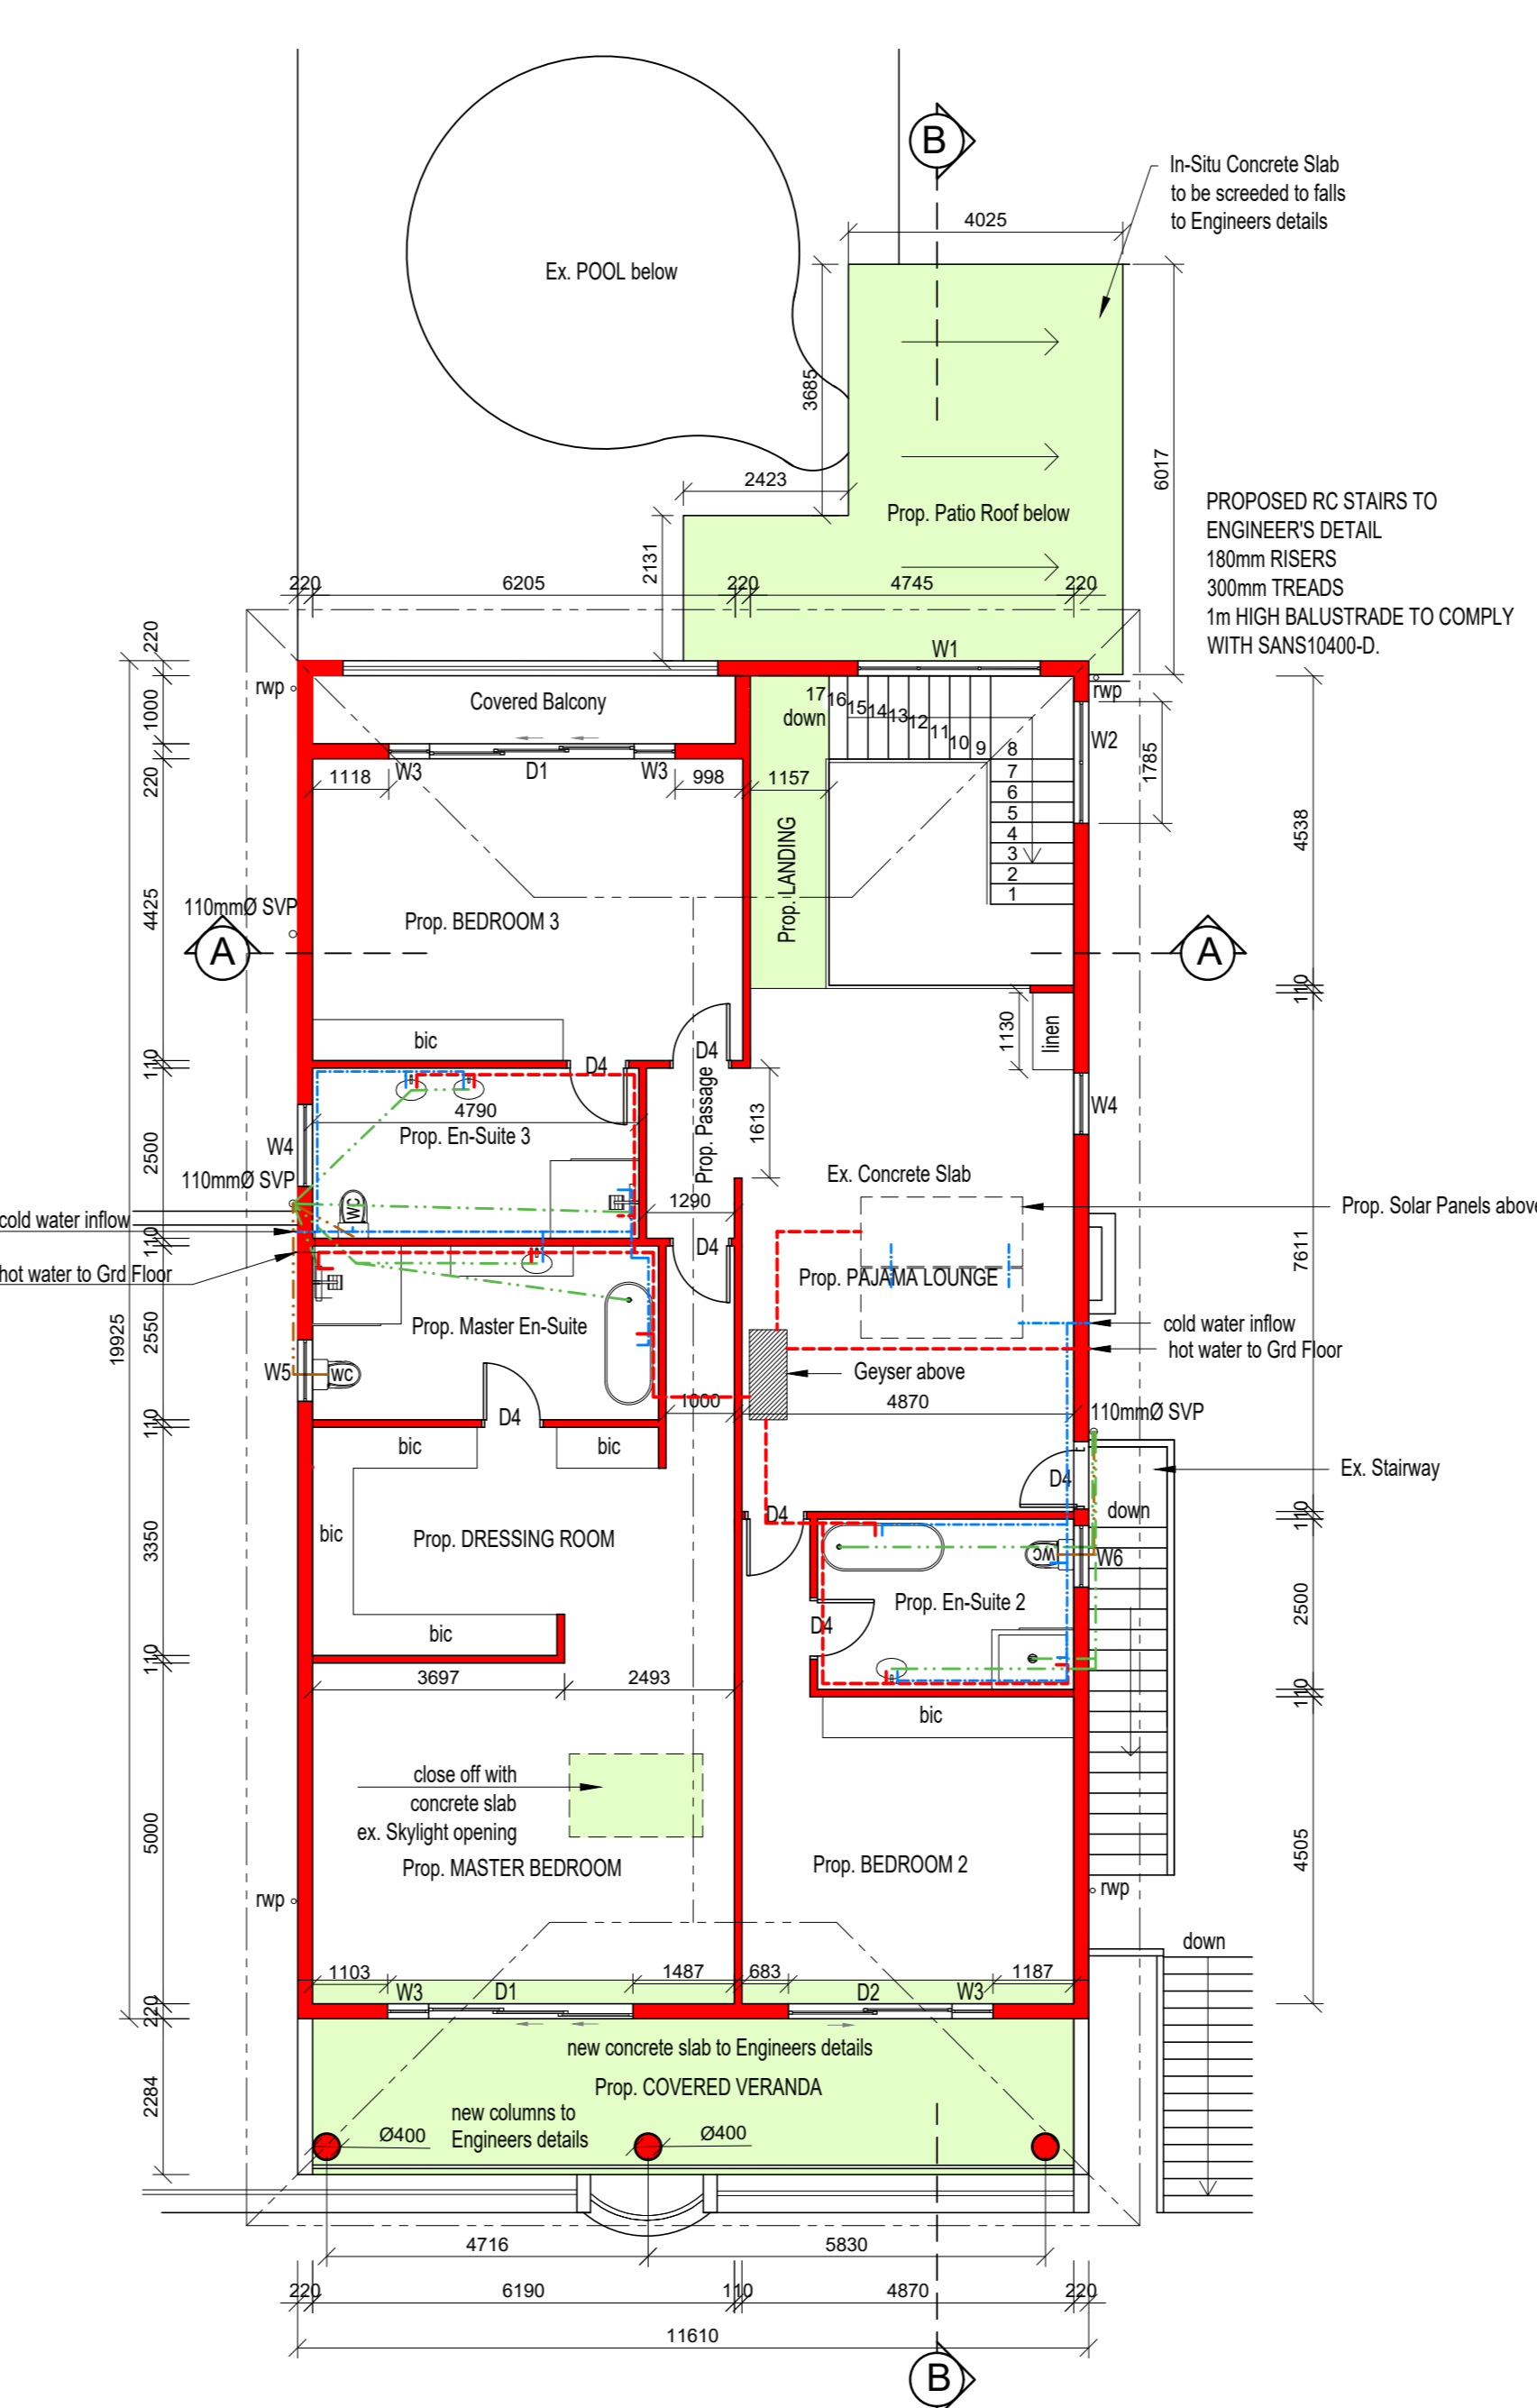 B
In-Situ Concrete Slab
to be screeded to falls
to Engineers details
4025
Ex. POOL below
3685
6017
2423
Prop. Patio Roof below
PROPOSED RC STAIRS TO
ENGINEER'S DETAIL
180mm RISERS
300mm TREADS
1m HIGH BALUSTRADE TO COMPLY
WITH SANS10400-D.
2131
220 6205 220 4745 220
220
W1
rwp
Covered Balcony
17 16 15 14 13 12 11 10 9 8
down
rwp
1000
W2
1785
W3 D1 W3
220
1118 998 1157
7
6
5
4
3
2
1
4538
Prop. LANDING
4425
110mmØ SVP
Prop. BEDROOM 3
A
A
110
1130
linen
bic
D4
D4
110
W4
4790
Prop. En-Suite 3
Prop. Passage
1613
2500
W4
110mmØ SVP
WC
Ex. Concrete Slab
1290
Prop. Solar Panels above
cold water inflow
110
D4
7611
hot water to Grd Floor
Prop. PAJAMA LOUNGE
19925
2550
Prop. Master En-Suite
cold water inflow
hot water to Grd Floor
W5
WC
Geyser above
1000 4870
110
D4
110mmØ SVP
bic bic
D4
Ex. Stairway
down
D4
110
bic
Prop. DRESSING ROOM
3350
WC
W6
Prop. En-Suite 2
2500
D4
bic
110
3697 2493
110
bic
close off with
concrete slab
ex. Skylight opening
5000
Prop. MASTER BEDROOM
Prop. BEDROOM 2
4505
rwp
rwp
down
1103 1487 683 1187
W3 D1 D2 W3
220
new concrete slab to Engineers details
Prop. COVERED VERANDA
2284
new columns to
Engineers details
Ø400
Ø400
4716 5830
220 6190 110 4870 220
11610
B